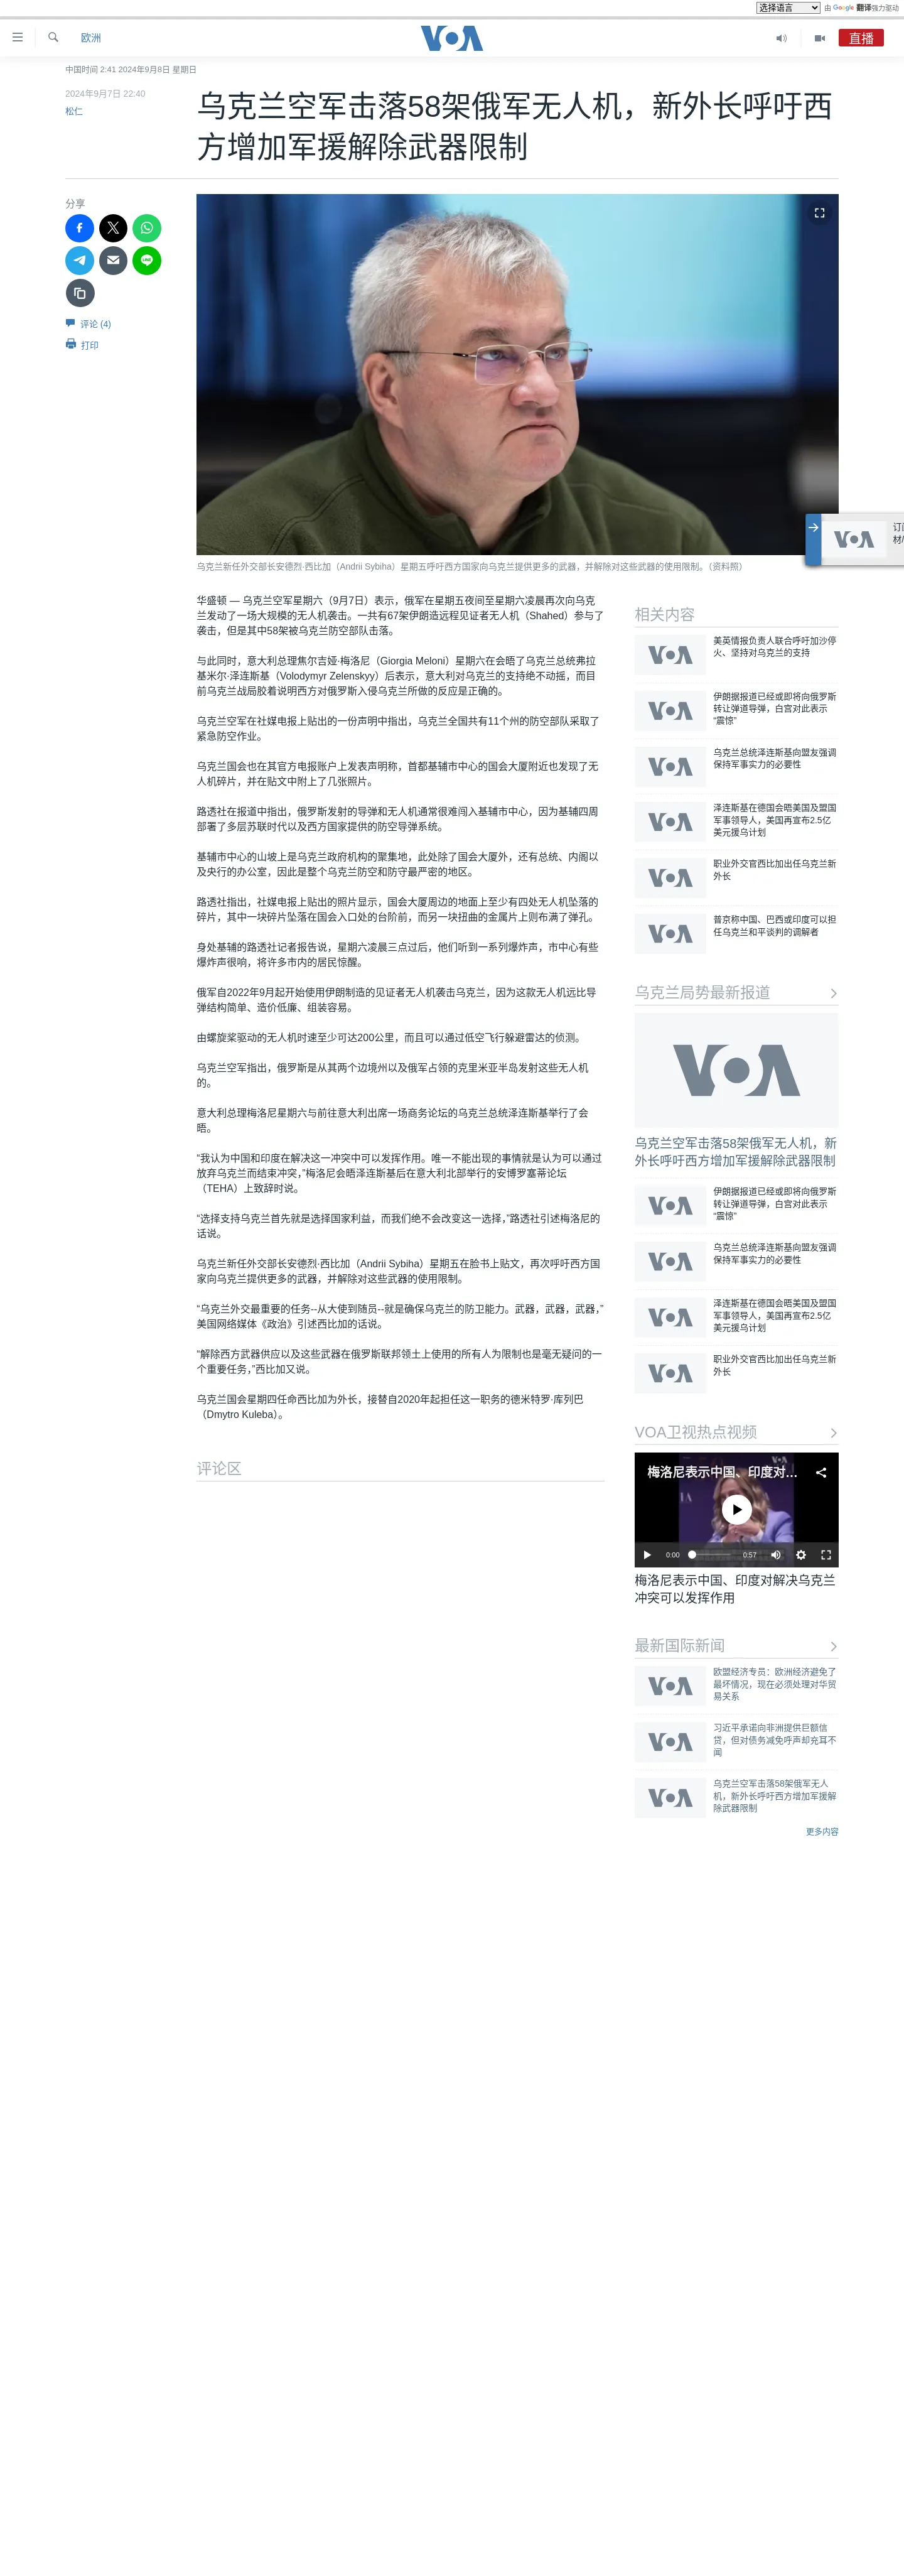 选择语言 由 Google 翻译强力驱动
欧洲
VOA
直播
中国时间 2:41 2024年9月8日 星期日
2024年9月7日 22:40
松仁
乌克兰空军击落58架俄军无人机，新外长呼吁西
方增加军援解除武器限制
分享
评论 (4)
打印
VOA
订阅
乌克兰新任外交部长安德烈·西比加（Andrii Sybiha）星期五呼吁西方国家向乌克兰提供更多的武器，并解除对这些武器的使用限制。（资料照）
华盛顿 — 乌克兰空军星期六（9月7日）表示，俄军在星期五夜间至星期六凌晨再次向乌克
兰发动了一场大规模的无人机袭击。一共有67架伊朗造远程见证者无人机（Shahed）参与了
袭击，但是其中58架被乌克兰防空部队击落。
与此同时，意大利总理焦尔吉娅·梅洛尼（Giorgia Meloni）星期六在会晤了乌克兰总统弗拉
基米尔·泽连斯基（Volodymyr Zelenskyy）后表示，意大利对乌克兰的支持绝不动摇，而目
前乌克兰战局胶着说明西方对俄罗斯入侵乌克兰所做的反应是正确的。
乌克兰空军在社媒电报上贴出的一份声明中指出，乌克兰全国共有11个州的防空部队采取了
紧急防空作业。
乌克兰国会也在其官方电报账户上发表声明称，首都基辅市中心的国会大厦附近也发现了无
人机碎片，并在贴文中附上了几张照片。
路透社在报道中指出，俄罗斯发射的导弹和无人机通常很难闯入基辅市中心，因为基辅四周
部署了多层苏联时代以及西方国家提供的防空导弹系统。
基辅市中心的山坡上是乌克兰政府机构的聚集地，此处除了国会大厦外，还有总统、内阁以
及央行的办公室，因此是整个乌克兰防空和防守最严密的地区。
路透社指出，社媒电报上贴出的照片显示，国会大厦周边的地面上至少有四处无人机坠落的
碎片，其中一块碎片坠落在国会入口处的台阶前，而另一块扭曲的金属片上则布满了弹孔。
身处基辅的路透社记者报告说，星期六凌晨三点过后，他们听到一系列爆炸声，市中心有些
爆炸声很响，将许多市内的居民惊醒。
俄军自2022年9月起开始使用伊朗制造的见证者无人机袭击乌克兰，因为这款无人机远比导
弹结构简单、造价低廉、组装容易。
由螺旋桨驱动的无人机时速至少可达200公里，而且可以通过低空飞行躲避雷达的侦测。
乌克兰空军指出，俄罗斯是从其两个边境州以及俄军占领的克里米亚半岛发射这些无人机
的。
意大利总理梅洛尼星期六与前往意大利出席一场商务论坛的乌克兰总统泽连斯基举行了会
晤。
“我认为中国和印度在解决这一冲突中可以发挥作用。唯一不能出现的事情就是认为可以通过
放弃乌克兰而结束冲突，”梅洛尼会晤泽连斯基后在意大利北部举行的安博罗塞蒂论坛
（TEHA）上致辞时说。
“选择支持乌克兰首先就是选择国家利益，而我们绝不会改变这一选择，”路透社引述梅洛尼的
话说。
乌克兰新任外交部长安德烈·西比加（Andrii Sybiha）星期五在脸书上贴文，再次呼吁西方国
家向乌克兰提供更多的武器，并解除对这些武器的使用限制。
“乌克兰外交最重要的任务--从大使到随员--就是确保乌克兰的防卫能力。武器，武器，武器，”
美国网络媒体《政治》引述西比加的话说。
“解除西方武器供应以及这些武器在俄罗斯联邦领土上使用的所有人为限制也是毫无疑问的一
个重要任务，”西比加又说。
乌克兰国会星期四任命西比加为外长，接替自2020年起担任这一职务的德米特罗·库列巴
（Dmytro Kuleba）。
评论区
相关内容
VOA
美英情报负责人联合呼吁加沙停
火、坚持对乌克兰的支持
VOA
伊朗据报道已经或即将向俄罗斯
转让弹道导弹，白宫对此表示
“震惊”
VOA
乌克兰总统泽连斯基向盟友强调
保持军事实力的必要性
VOA
泽连斯基在德国会晤美国及盟国
军事领导人，美国再宣布2.5亿
美元援乌计划
VOA
职业外交官西比加出任乌克兰新
外长
VOA
普京称中国、巴西或印度可以担
任乌克兰和平谈判的调解者
乌克兰局势最新报道
VOA
乌克兰空军击落58架俄军无人机，新
外长呼吁西方增加军援解除武器限制
VOA
伊朗据报道已经或即将向俄罗斯
转让弹道导弹，白宫对此表示
“震惊”
VOA
乌克兰总统泽连斯基向盟友强调
保持军事实力的必要性
VOA
泽连斯基在德国会晤美国及盟国
军事领导人，美国再宣布2.5亿
美元援乌计划
VOA
职业外交官西比加出任乌克兰新
外长
VOA卫视热点视频
梅洛尼表示中国、印度对...
VOA
0:00 0:57
梅洛尼表示中国、印度对解决乌克兰
冲突可以发挥作用
最新国际新闻
VOA
欧盟经济专员：欧洲经济避免了
最坏情况，现在必须处理对华贸
易关系
VOA
习近平承诺向非洲提供巨额信
贷，但对债务减免呼声却充耳不
闻
VOA
乌克兰空军击落58架俄军无人
机，新外长呼吁西方增加军援解
除武器限制
更多内容